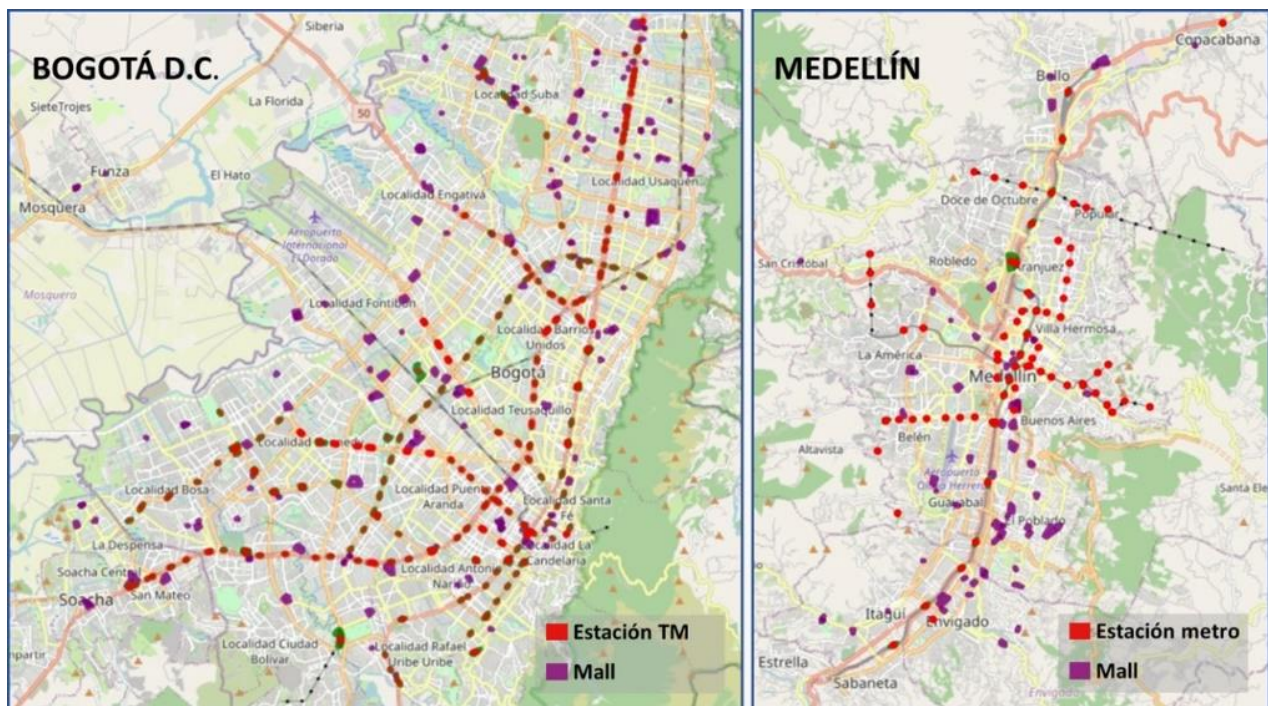 BOGOTÁ D.C.
Siberia
SieteTrojes
La Florida
50
Localidad Suba
Funza
El Hato
Mosquera
Localidad Engativá
Localidad Usaquén
Aeropuerto
Internacional
El Dorado
Mosquera
Localidad Fontibón
Localidad Barrios
Unidos
Bogotá
Localidad Teusaquillo
Localidad Kennedy
Localidad Bosa
Localidad Puente
Aranda
Localidad Santa
Fé
La Despensa
Localidad La
Candelaria
Soacha Central
Localidad Antonio
Nariño
Soacha
San Mateo
Localidad Ciudad
Bolívar
Localidad Rafael
Uribe Uribe
Estación TM
Mall
MEDELLÍN
Copacabana
Bello
Doce de Octubre
Popular
San Cristóbal
Robledo
Aranjuez
Villa Hermosa
La América
Medellín
Buenos Aires
Belén
Altavista
Aeropuerto
Guayabal
Santa Ele
El Poblado
Itagüí
Envigado
Estación metro
Estrella
Mall
Sabaneta
Envigado